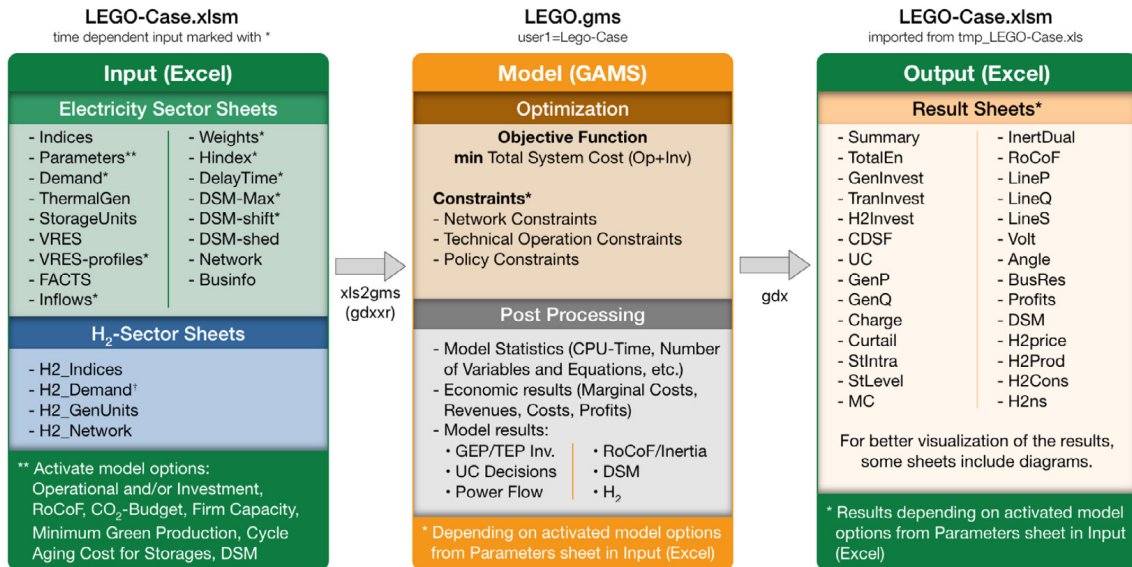 LEGO-Case.xlsm
time dependent input marked with *
Input (Excel)
Electricity Sector Sheets
- Indices
- Parameters**
- Demand*
- ThermalGen
- StorageUnits
- VRES
- VRES-profiles*
- FACTS
- Inflows*
- Weights*
- Hindex*
- DelayTime*
- DSM-Max*
- DSM-shift*
- DSM-shed
- Network
- Businfo
H₂-Sector Sheets
- H2_Indices
- H2_Demand†
- H2_GenUnits
- H2_Network
** Activate model options:
Operational and/or Investment,
RoCoF, CO₂-Budget, Firm Capacity,
Minimum Green Production, Cycle
Aging Cost for Storages, DSM
xls2gms
(gdxxr)
LEGO.gms
user1=Lego-Case
Model (GAMS)
Optimization
Objective Function
min Total System Cost (Op+Inv)
Constraints*
- Network Constraints
- Technical Operation Constraints
- Policy Constraints
Post Processing
- Model Statistics (CPU-Time, Number
of Variables and Equations, etc.)
- Economic results (Marginal Costs,
Revenues, Costs, Profits)
- Model results:
• GEP/TEP Inv.
• UC Decisions
• Power Flow
• RoCoF/Inertia
• DSM
• H₂
* Depending on activated model options
from Parameters sheet in Input (Excel)
gdx
LEGO-Case.xlsm
imported from tmp_LEGO-Case.xls
Output (Excel)
Result Sheets*
- Summary
- TotalEn
- GenInvest
- TranInvest
- H2Invest
- CDSF
- UC
- GenP
- GenQ
- Charge
- Curtail
- StIntra
- StLevel
- MC
- InertDual
- RoCoF
- LineP
- LineQ
- LineS
- Volt
- Angle
- BusRes
- Profits
- DSM
- H2price
- H2Prod
- H2Cons
- H2ns
For better visualization of the results,
some sheets include diagrams.
* Results depending on activated model
options from Parameters sheet in Input
(Excel)